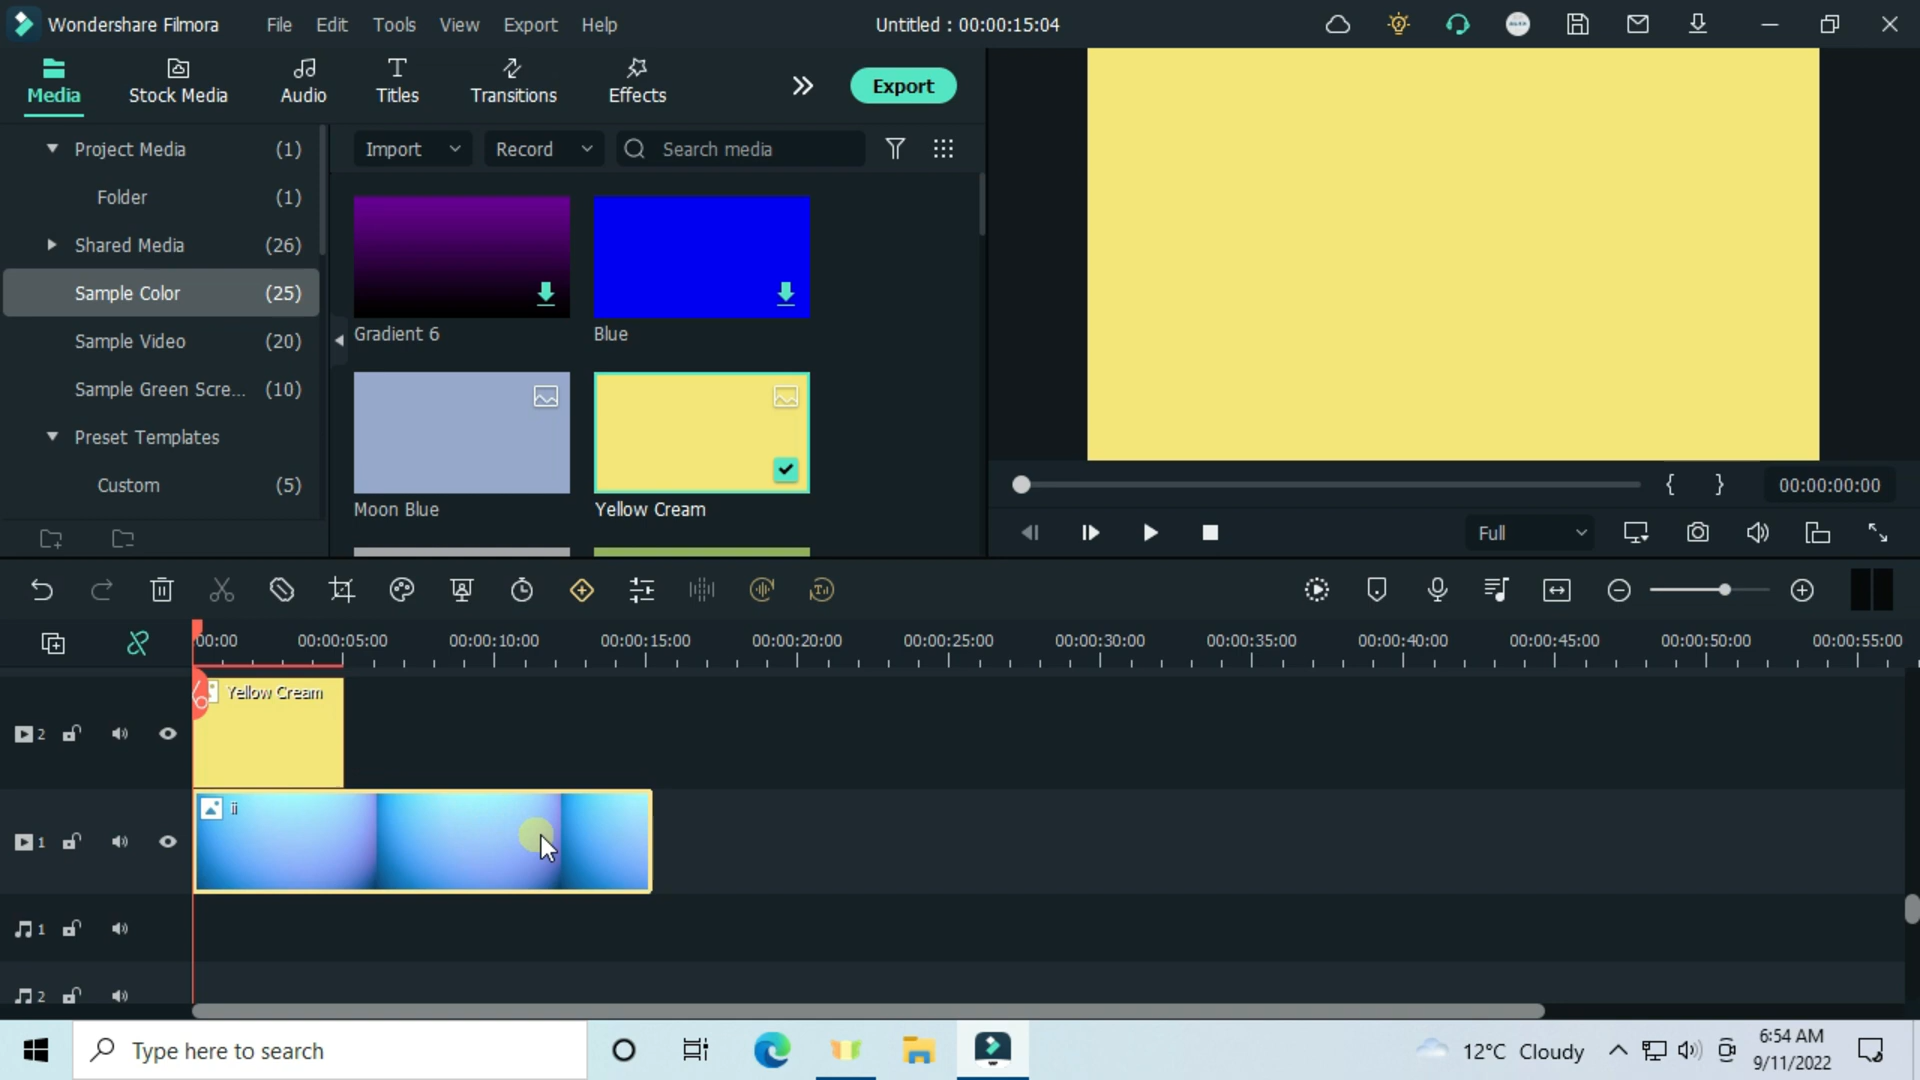 Wondershare Filmora File Edit Tools View Export Help Untitled : 00:00:15:04
Media Stock Media Audio Titles Transitions Effects Export
Project Media (1)
Folder (1)
Shared Media (26)
Sample Color (25)
Sample Video (20)
Sample Green Scre... (10)
Preset Templates
Custom (5)
Import Record Search media
Gradient 6 Blue
Moon Blue Yellow Cream
00:00:00:00
Full
:00:00 00:00:05:00 00:00:10:00 00:00:15:00 00:00:20:00 00:00:25:00 00:00:30:00 00:00:35:00 00:00:40:00 00:00:45:00 00:00:50:00 00:00:55:00
Yellow Cream
2
ii
1
1
2
Type here to search 12°C Cloudy 6:54 AM
9/11/2022